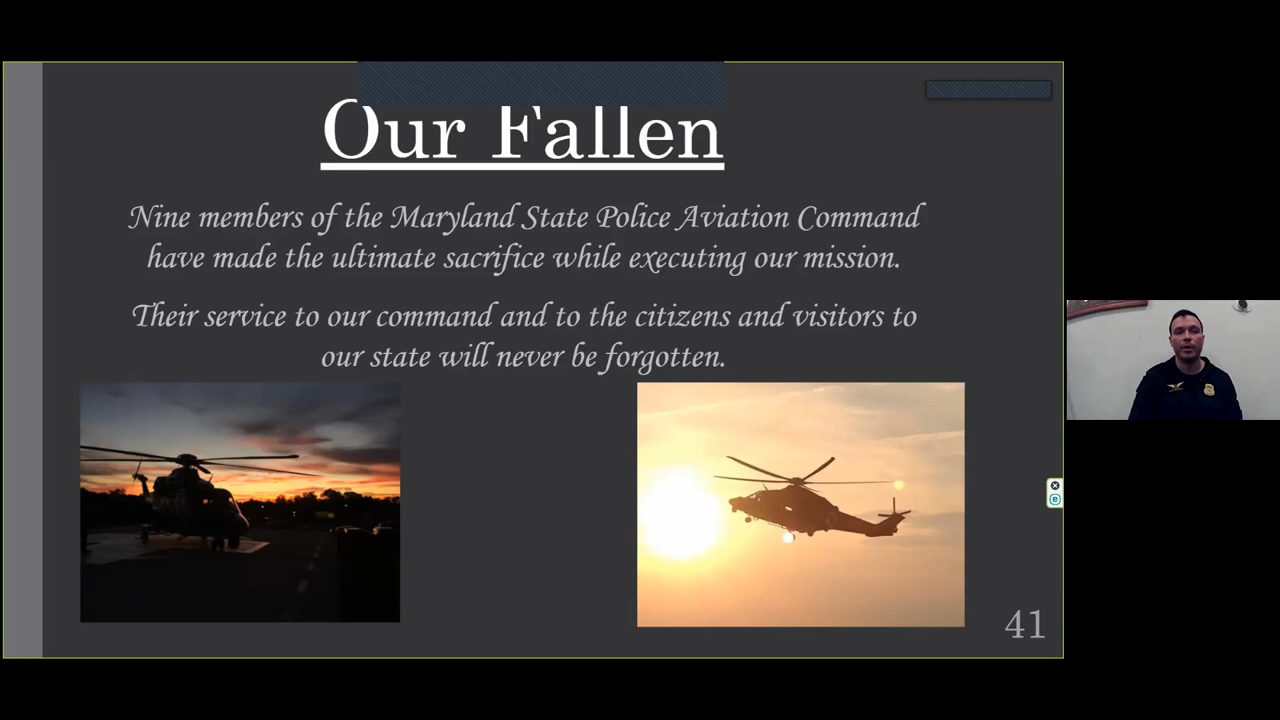 Our Fallen
Nine members of the Maryland State Police Aviation Command
have made the ultimate sacrifice while executing our mission.
Their service to our command and to the citizens and visitors to
our state will never be forgotten.
41